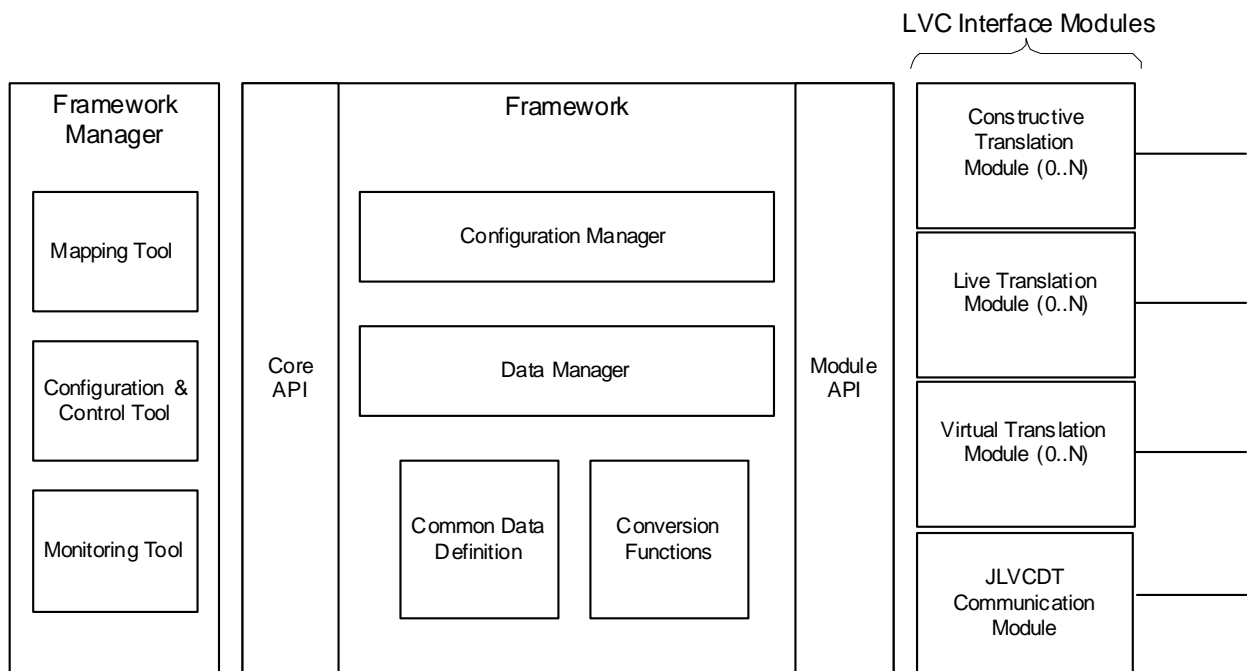 LVC Interface Modules
Framework
Manager
Mapping Tool
Configuration &
Control Tool
Monitoring Tool
Core
API
Framework
Configuration Manager
Data Manager
Common Data
Definition
Conversion
Functions
Module
API
Constructive
Translation
Module (0..N)
Live Translation
Module (0..N)
Virtual Translation
Module (0..N)
JLVCDT
Communication
Module